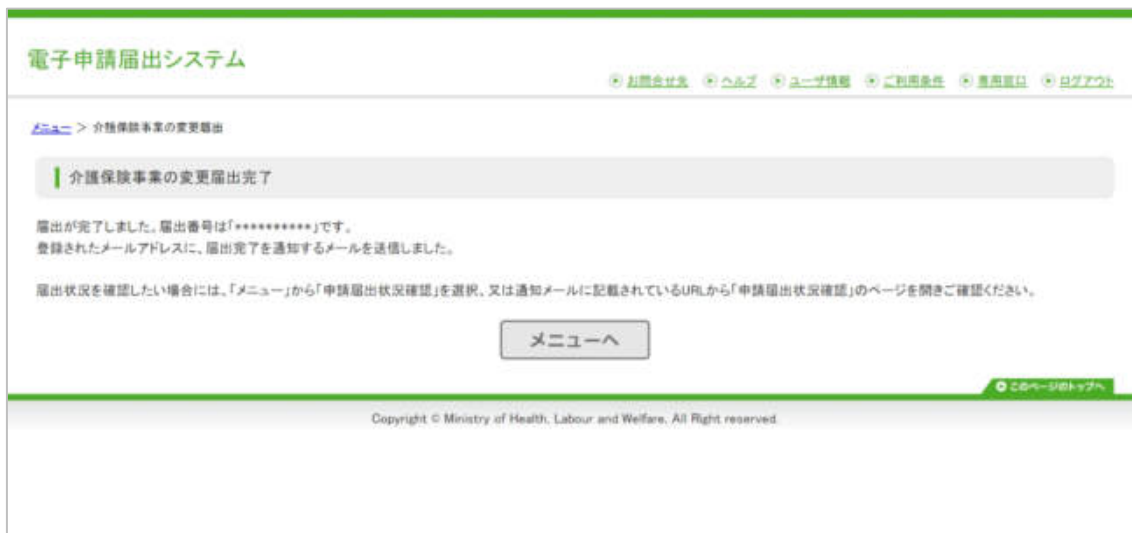 電子申請届出システム
お問合せ先 ヘルプ ユーザ情報 ご利用条件 専用窓口 ログアウト
メニュー > 介護保険事業の変更届出
介護保険事業の変更届出完了
届出が完了しました。届出番号は「**********」です。
登録されたメールアドレスに、届出完了を通知するメールを送信しました。
届出状況を確認したい場合には、「メニュー」から「申請届出状況確認」を選択、又は通知メールに記載されているURLから「申請届出状況確認」のページを開きご確認ください。
メニューへ
このページのトップへ
Copyright © Ministry of Health, Labour and Welfare, All Right reserved.